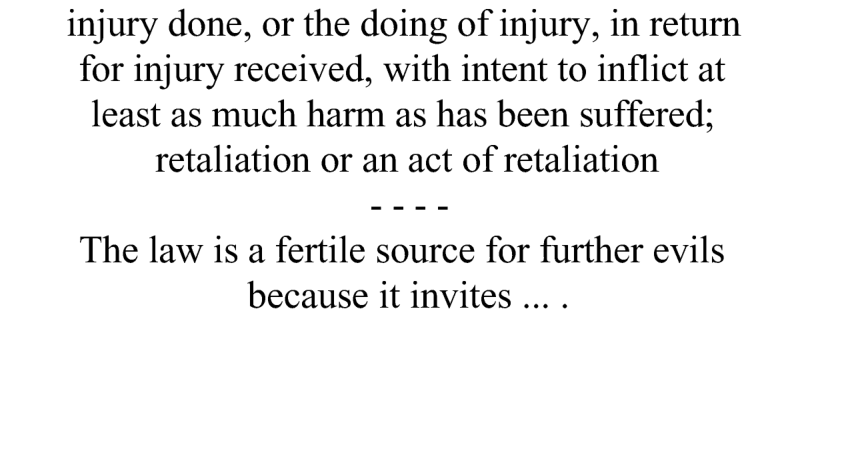 injury done, or the doing of injury, in return
for injury received, with intent to inflict at
least as much harm as has been suffered;
retaliation or an act of retaliation
- - - -
The law is a fertile source for further evils
because it invites ... .